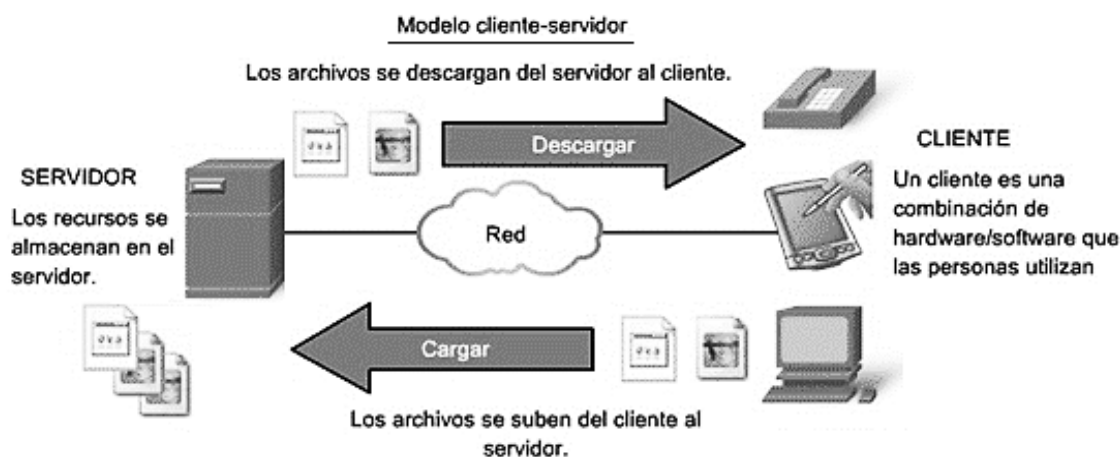 Modelo cliente-servidor
Los archivos se descargan del servidor al cliente.
Descargar
SERVIDOR
Los recursos se
almacenan en el
servidor.
Red
CLIENTE
Un cliente es una
combinación de
hardware/software que
las personas utilizan
Cargar
Los archivos se suben del cliente al
servidor.